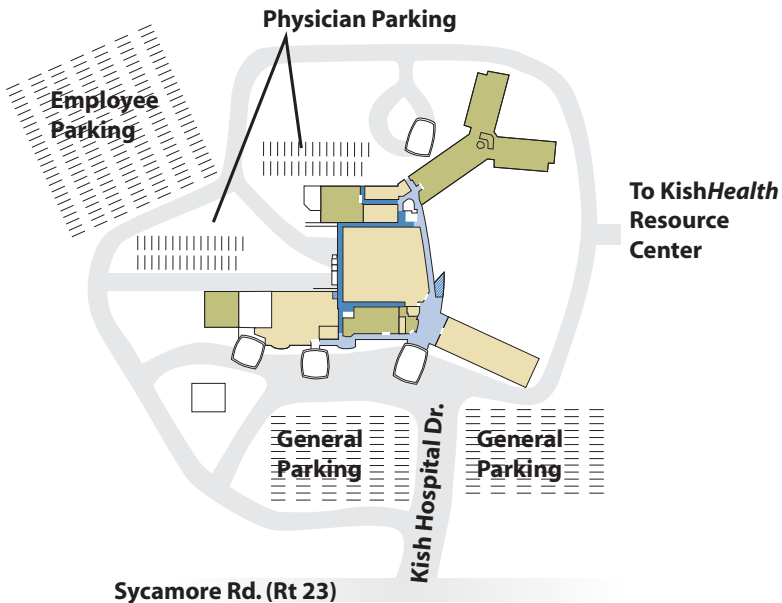 Physician Parking
Employee
Parking
To KishHealth
Resource
Center
General
Parking
General
Parking
Kish Hospital Dr.
Sycamore Rd. (Rt 23)